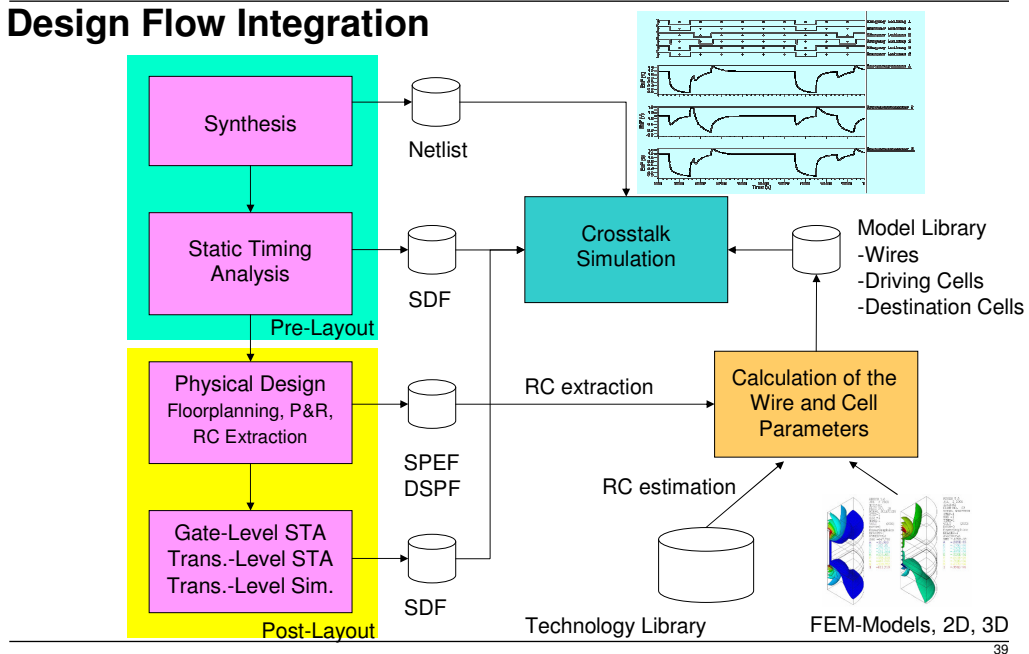 Design Flow Integration
Synthesis
Netlist
Static Timing
Analysis
SDF
Pre-Layout
Crosstalk
Simulation
Model Library
-Wires
-Driving Cells
-Destination Cells
Physical Design
Floorplanning, P&R,
RC Extraction
RC extraction
SPEF
DSPF
Calculation of the
Wire and Cell
Parameters
RC estimation
Gate-Level STA
Trans.-Level STA
Trans.-Level Sim.
SDF
Post-Layout
Technology Library
FEM-Models, 2D, 3D
39